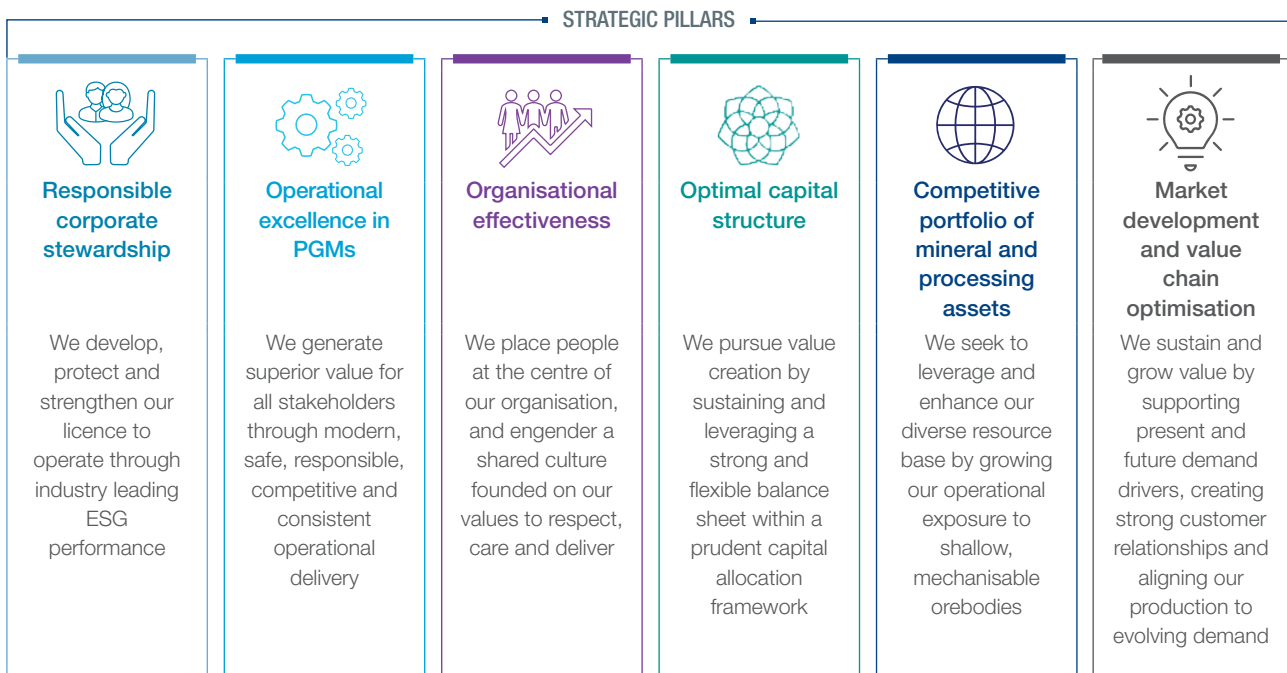 STRATEGIC PILLARS
Responsible
corporate
stewardship
We develop,
protect and
strengthen our
licence to
operate through
industry leading
ESG
performance
Operational
excellence in
PGMs
We generate
superior value for
all stakeholders
through modern,
safe, responsible,
competitive and
consistent
operational
delivery
Organisational
effectiveness
We place people
at the centre of
our organisation,
and engender a
shared culture
founded on our
values to respect,
care and deliver
Optimal capital
structure
We pursue value
creation by
sustaining and
leveraging a
strong and
flexible balance
sheet within a
prudent capital
allocation
framework
Competitive
portfolio of
mineral and
processing
assets
We seek to
leverage and
enhance our
diverse resource
base by growing
our operational
exposure to
shallow,
mechanisable
orebodies
Market
development
and value
chain
optimisation
We sustain and
grow value by
supporting
present and
future demand
drivers, creating
strong customer
relationships and
aligning our
production to
evolving demand